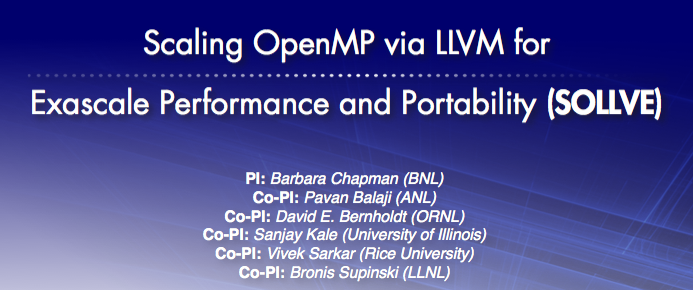 Scaling OpenMP via LLVM for
Exascale Performance and Portability (SOLLVE)
PI: Barbara Chapman (BNL)
Co-PI: Pavan Balaji (ANL)
Co-PI: David E. Bernholdt (ORNL)
Co-PI: Sanjay Kale (University of Illinois)
Co-PI: Vivek Sarkar (Rice University)
Co-PI: Bronis Supinski (LLNL)